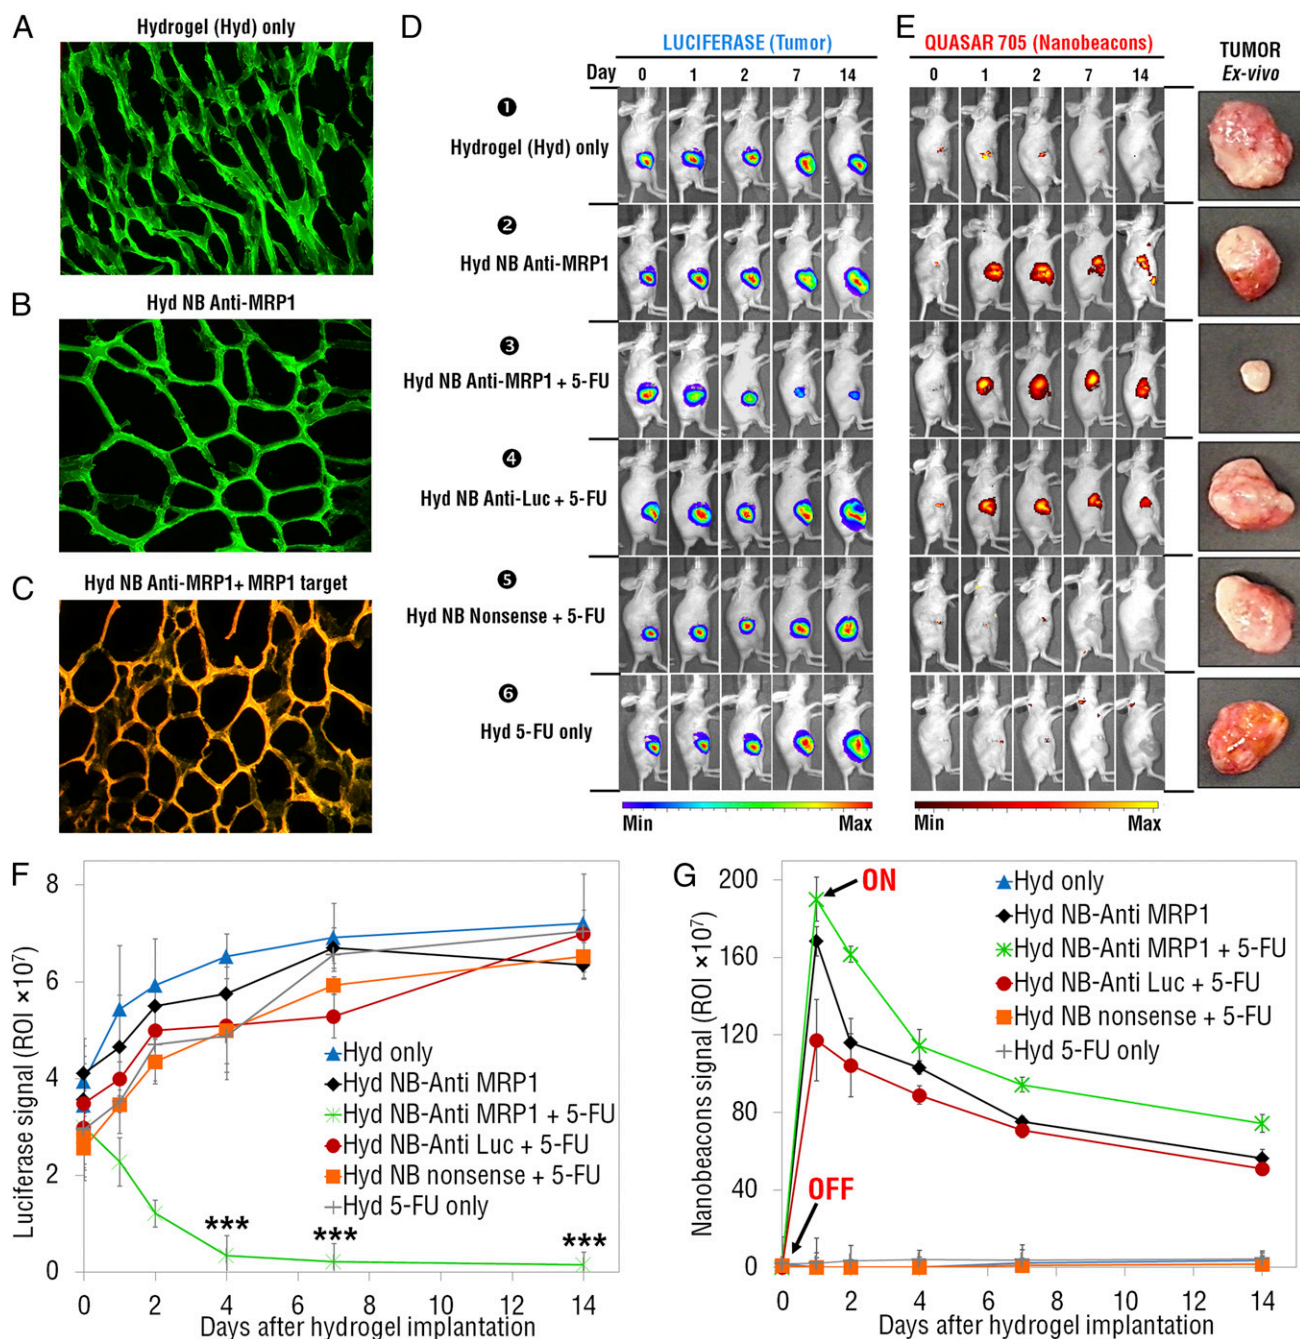 A
Hydrogel (Hyd) only
B
Hyd NB Anti-MRP1
C
Hyd NB Anti-MRP1+ MRP1 target
D
LUCIFERASE (Tumor)
Day 0 1 2 7 14
❶
Hydrogel (Hyd) only
❷
Hyd NB Anti-MRP1
❸
Hyd NB Anti-MRP1 + 5-FU
❹
Hyd NB Anti-Luc + 5-FU
❺
Hyd NB Nonsense + 5-FU
❻
Hyd 5-FU only
Min Max
E
QUASAR 705 (Nanobeacons)
0 1 2 7 14
TUMOR
Ex-vivo
Min Max
F
Luciferase signal (ROI ×10⁷)
8
6
4
2
0
Hyd only
Hyd NB-Anti MRP1
Hyd NB-Anti MRP1 + 5-FU
Hyd NB-Anti Luc + 5-FU
Hyd NB nonsense + 5-FU
Hyd 5-FU only
*** *** ***
0 2 4 6 8 10 12 14
Days after hydrogel implantation
G
Nanobeacons signal (ROI ×10⁷)
200
160
120
80
40
0
ON
OFF
Hyd only
Hyd NB-Anti MRP1
Hyd NB-Anti MRP1 + 5-FU
Hyd NB-Anti Luc + 5-FU
Hyd NB nonsense + 5-FU
Hyd 5-FU only
0 2 4 6 8 10 12 14
Days after hydrogel implantation